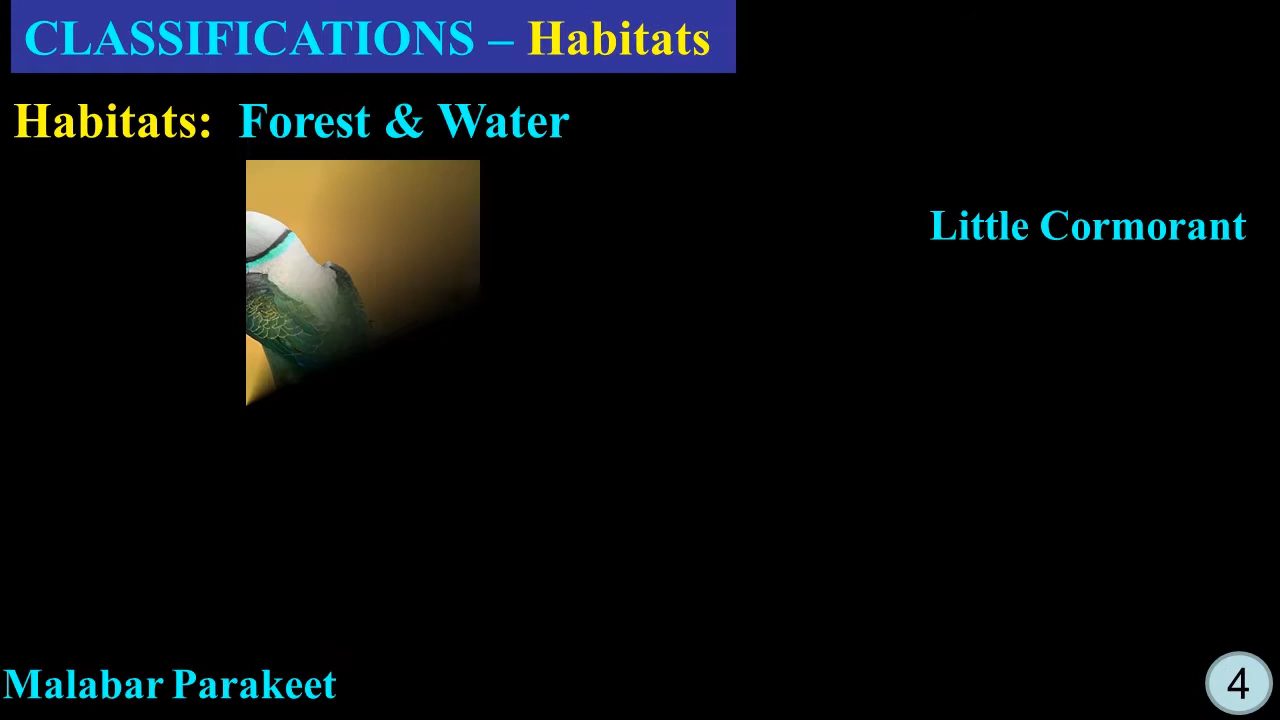 CLASSIFICATIONS – Habitats
Habitats: Forest & Water
Little Cormorant
Malabar Parakeet
4